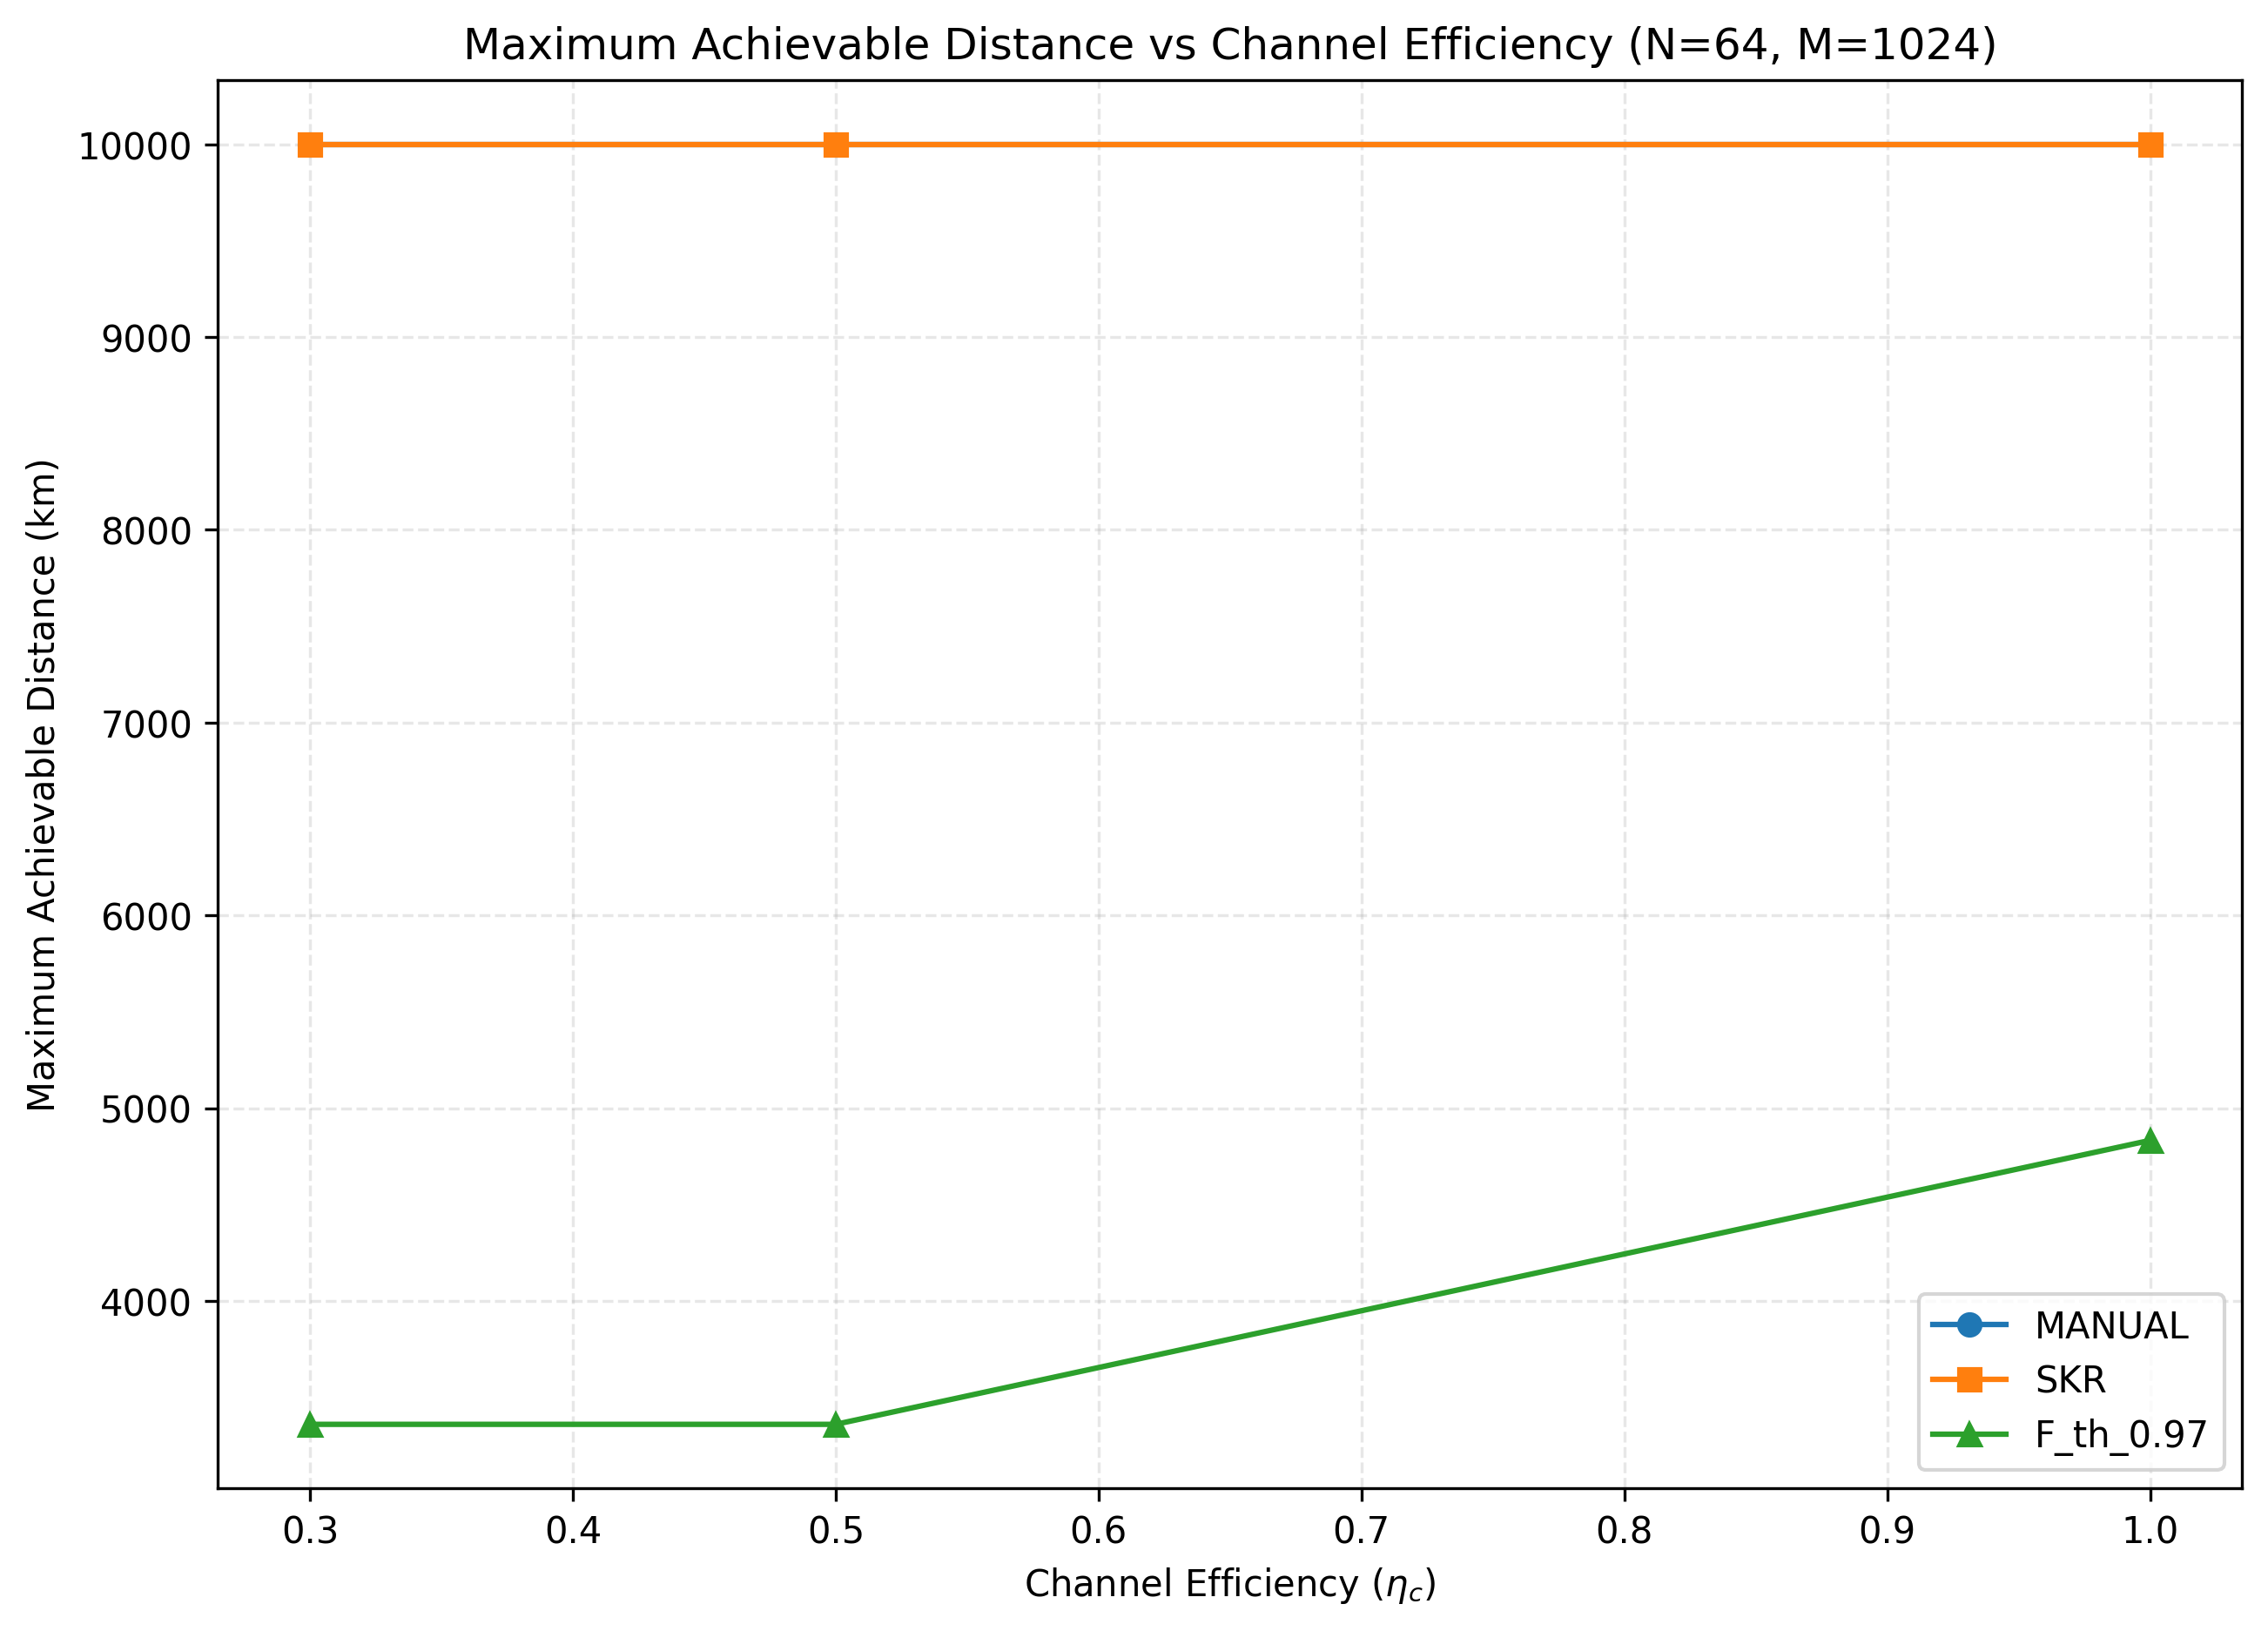 Maximum Achievable Distance vs Channel Efficiency (N=64, M=1024)
Maximum Achievable Distance (km)
10000
9000
8000
7000
6000
5000
4000
MANUAL
SKR
F_th_0.97
0.3 0.4 0.5 0.6 0.7 0.8 0.9 1.0
Channel Efficiency (η_c)